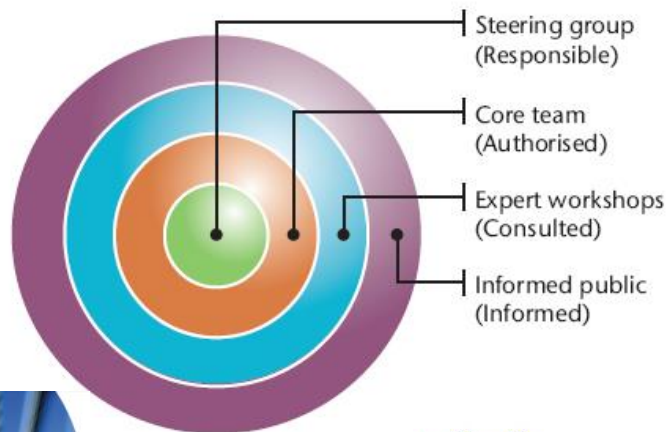 Steering group
(Responsible)
Core team
(Authorised)
Expert workshops
(Consulted)
Informed public
(Informed)